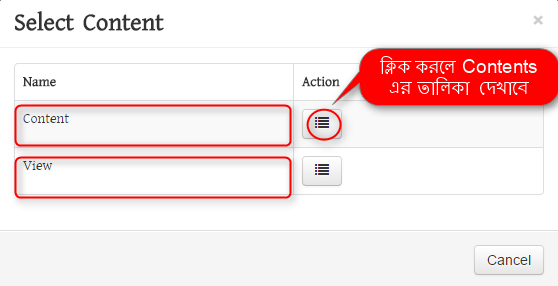 Select Content
×
Name Action
ক্লিক করলে Contents
এর তালিকা দেখাবে
Content
View
Cancel